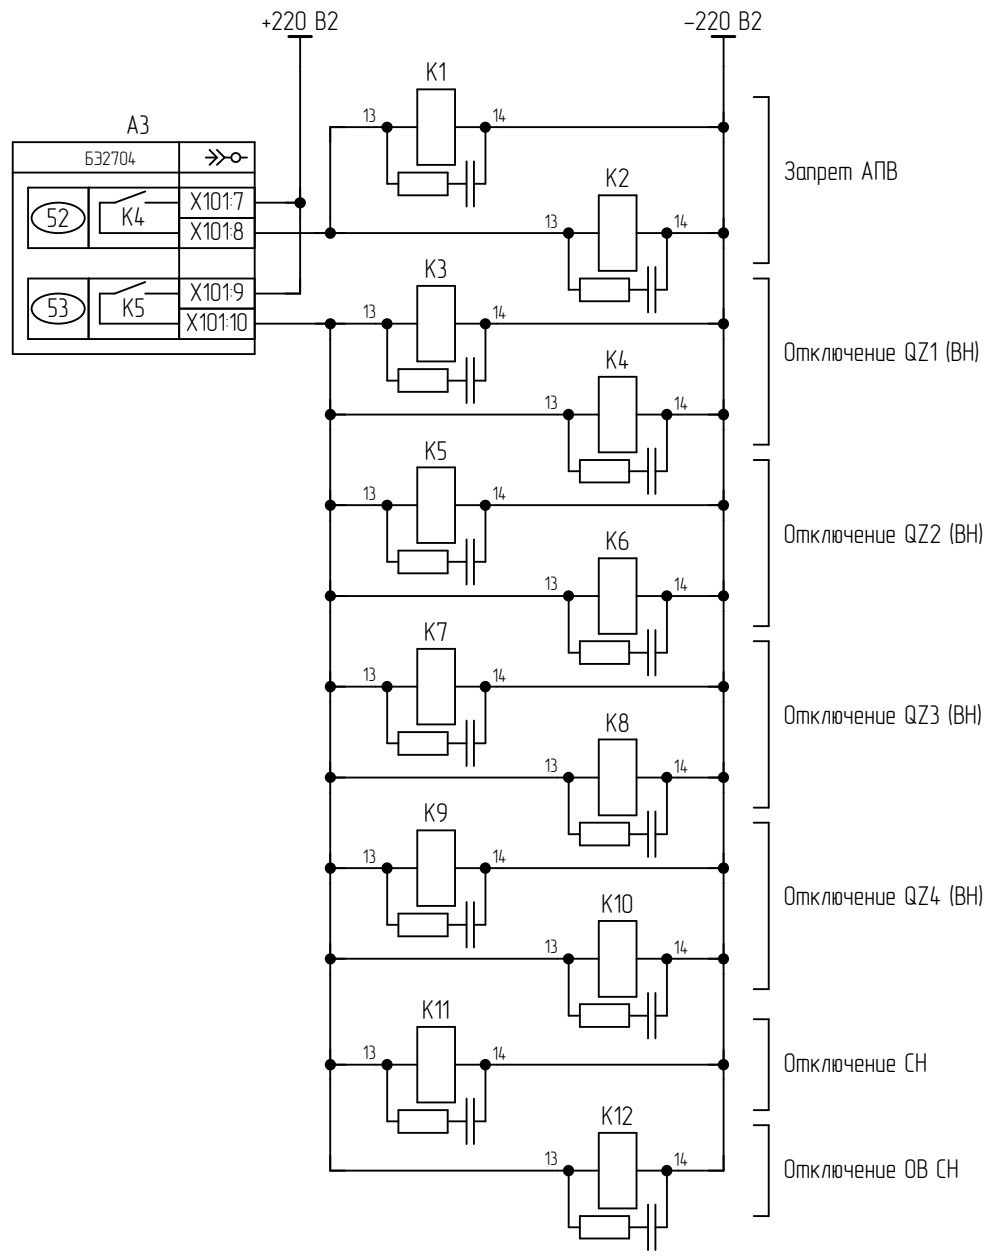 +220 В2
−220 В2
К1
13
14
А3
БЭ2704
К2
Запрет АПВ
52
К4
Х101:7
Х101:8
13
14
К3
53
К5
Х101:9
Х101:10
13
14
Отключение QZ1 (ВН)
К4
13
14
К5
13
14
Отключение QZ2 (ВН)
К6
13
14
К7
13
14
Отключение QZ3 (ВН)
К8
13
14
К9
13
14
Отключение QZ4 (ВН)
К10
13
14
К11
13
14
Отключение СН
К12
13
14
Отключение ОВ СН